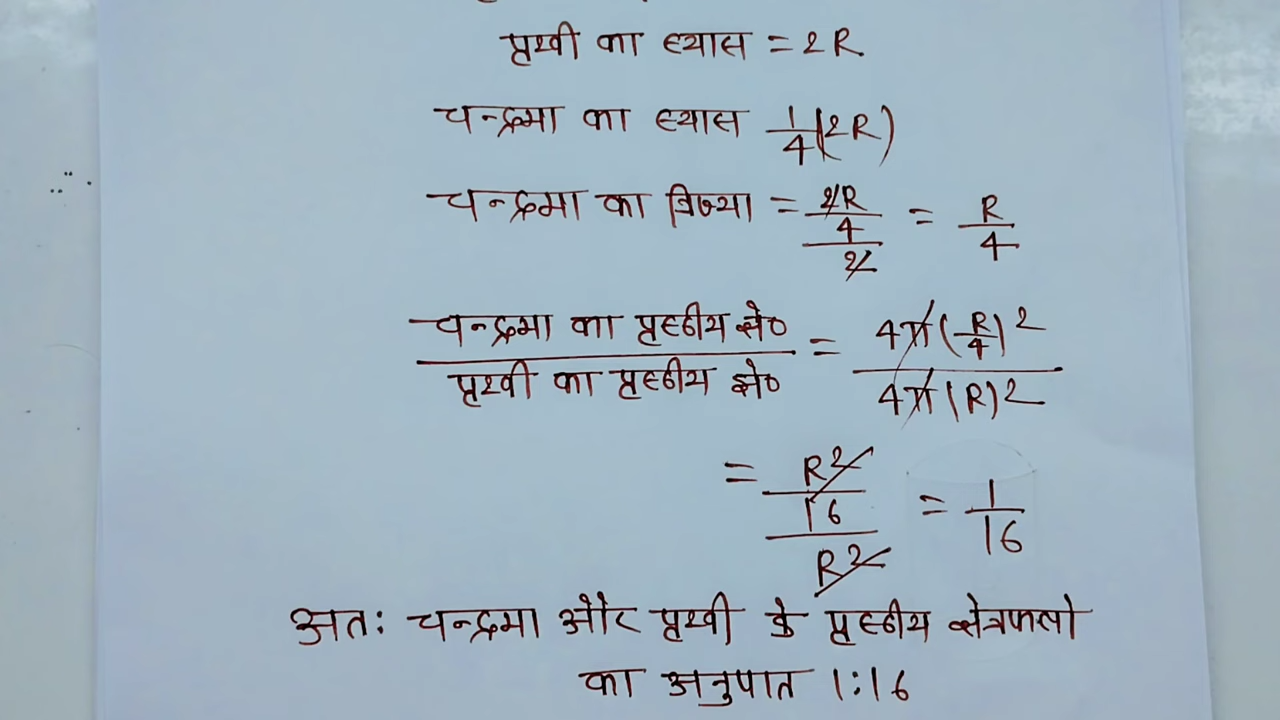 पृथ्वी का व्यास = 2R
चन्द्रमा का व्यास 1/4 (2R)
चन्द्रमा का त्रिज्या = (2R/4)/2 = R/4
चन्द्रमा का पृष्ठीय क्षे० / पृथ्वी का पृष्ठीय क्षे० = 4π(R/4)² / 4π(R)²
= (R²/16)/R² = 1/16
अतः चन्द्रमा और पृथ्वी के पृष्ठीय क्षेत्रफलो
का अनुपात 1:16